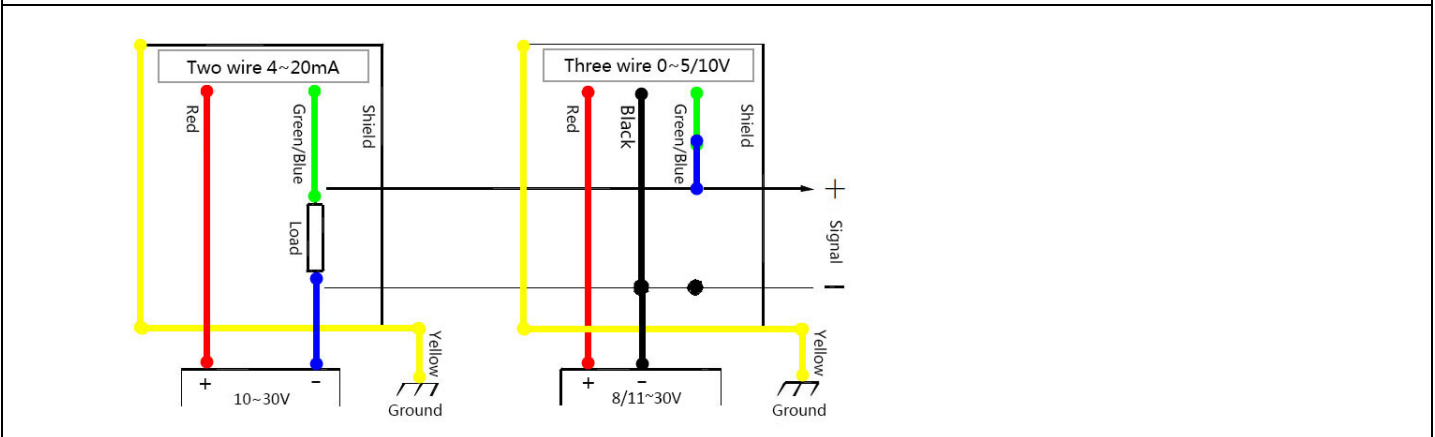 Two wire 4~20mA
Red
Green/Blue
Shield
Load
Yellow
+
−
10~30V
Ground
Three wire 0~5/10V
Red
Black
Green/Blue
Shield
+
Signal
−
Yellow
+
−
8/11~30V
Ground